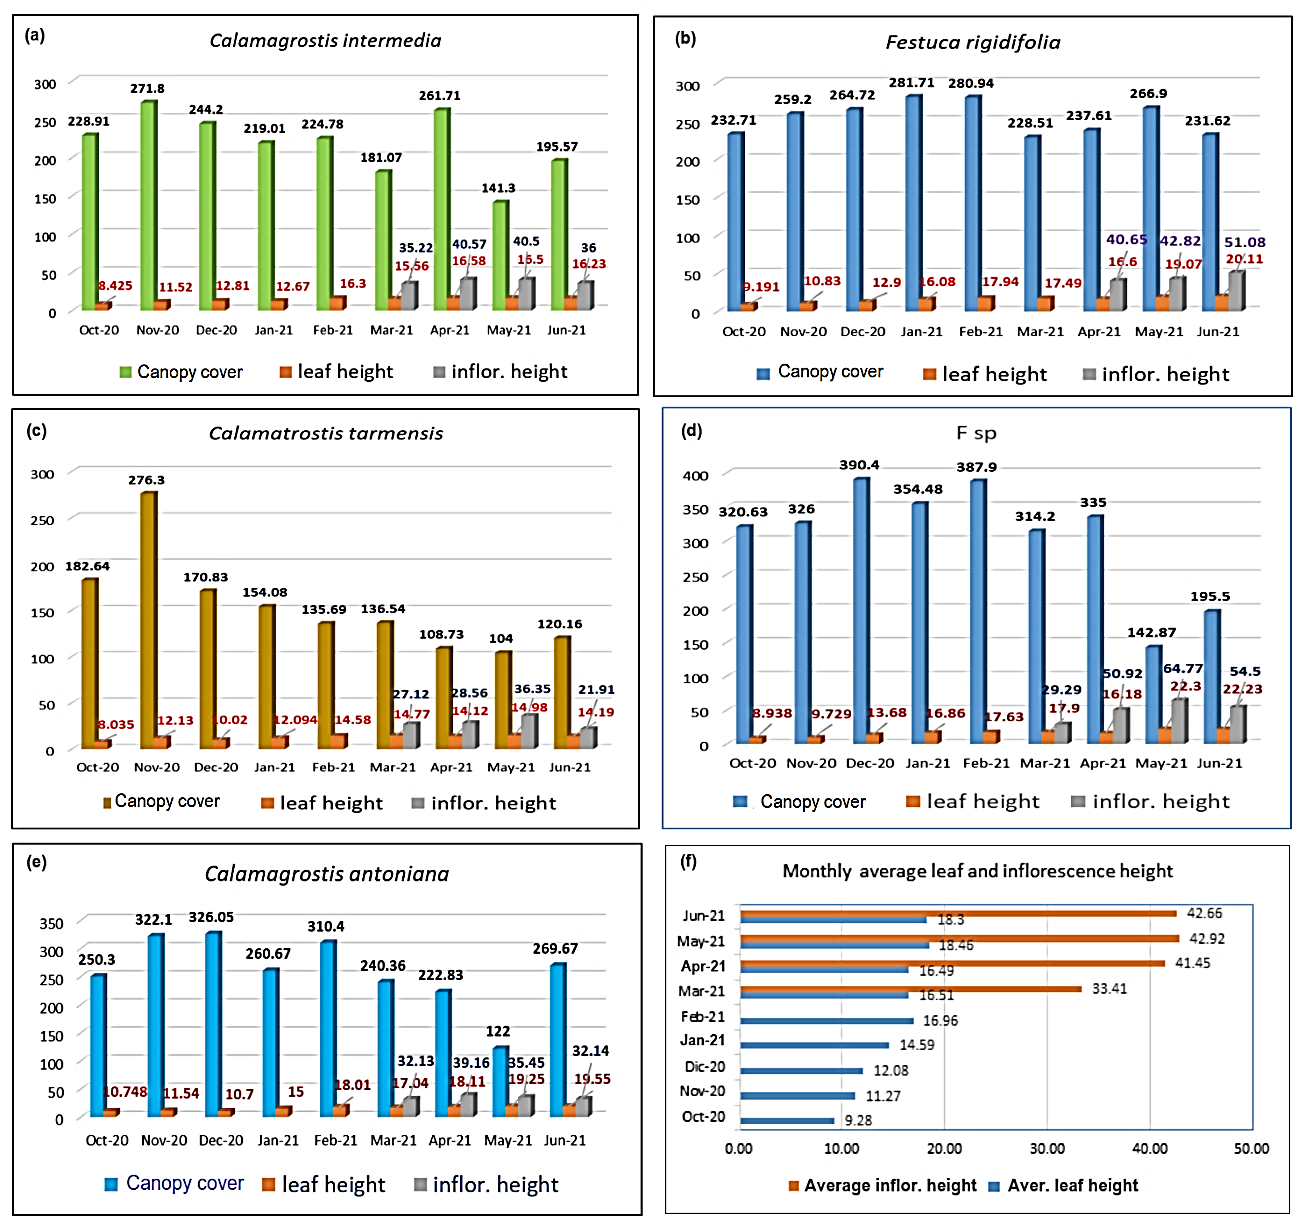 (a)
Calamagrostis intermedia
300
250
200
150
100
50
0
228.91 271.8 244.2 219.01 224.78 181.07 261.71 141.3 195.57
35.22 40.57 40.5 36
8.425 11.52 12.81 12.67 16.3 15.56 16.58 15.5 16.23
Oct-20 Nov-20 Dec-20 Jan-21 Feb-21 Mar-21 Apr-21 May-21 Jun-21
Canopy cover leaf height inflor. height
(b)
Festuca rigidifolia
300
250
200
150
100
50
0
232.71 259.2 264.72 281.71 280.94 228.51 237.61 266.9 231.62
40.65 42.82 51.08
9.191 10.83 12.9 16.08 17.94 17.49 16.6 19.07 20.11
Oct-20 Nov-20 Dec-20 Jan-21 Feb-21 Mar-21 Apr-21 May-21 Jun-21
Canopy cover leaf height inflor. height
(c)
Calamatrostis tarmensis
300
250
200
150
100
50
0
182.64 276.3 170.83 154.08 135.69 136.54 108.73 104 120.16
27.12 28.56 36.35 21.91
8.035 12.13 10.02 12.094 14.58 14.77 14.12 14.98 14.19
Oct-20 Nov-20 Dec-20 Jan-21 Feb-21 Mar-21 Apr-21 May-21 Jun-21
Canopy cover leaf height inflor. height
(d)
F sp
400
350
300
250
200
150
100
50
0
320.63 326 390.4 354.48 387.9 314.2 335 142.87 195.5
29.29 50.92 64.77 54.5
8.938 9.729 13.68 16.86 17.63 17.9 16.18 22.3 22.23
Oct-20 Nov-20 Dec-20 Jan-21 Feb-21 Mar-21 Apr-21 May-21 Jun-21
Canopy cover leaf height inflor. height
(e)
Calamagrostis antoniana
350
300
250
200
150
100
50
0
250.3 322.1 326.05 260.67 310.4 240.36 222.83 122 269.67
32.13 39.16 35.45 32.14
10.748 11.54 10.7 15 18.01 17.04 18.11 19.25 19.55
Oct-20 Nov-20 Dec-20 Jan-21 Feb-21 Mar-21 Apr-21 May-21 Jun-21
Canopy cover leaf height inflor. height
(f)
Monthly average leaf and inflorescence height
Jun-21 42.66 18.3
May-21 42.92 18.46
Apr-21 41.45 16.49
Mar-21 33.41 16.51
Feb-21 16.96
Jan-21 14.59
Dic-20 12.08
Nov-20 11.27
Oct-20 9.28
0.00 10.00 20.00 30.00 40.00 50.00
Average inflor. height Aver. leaf height